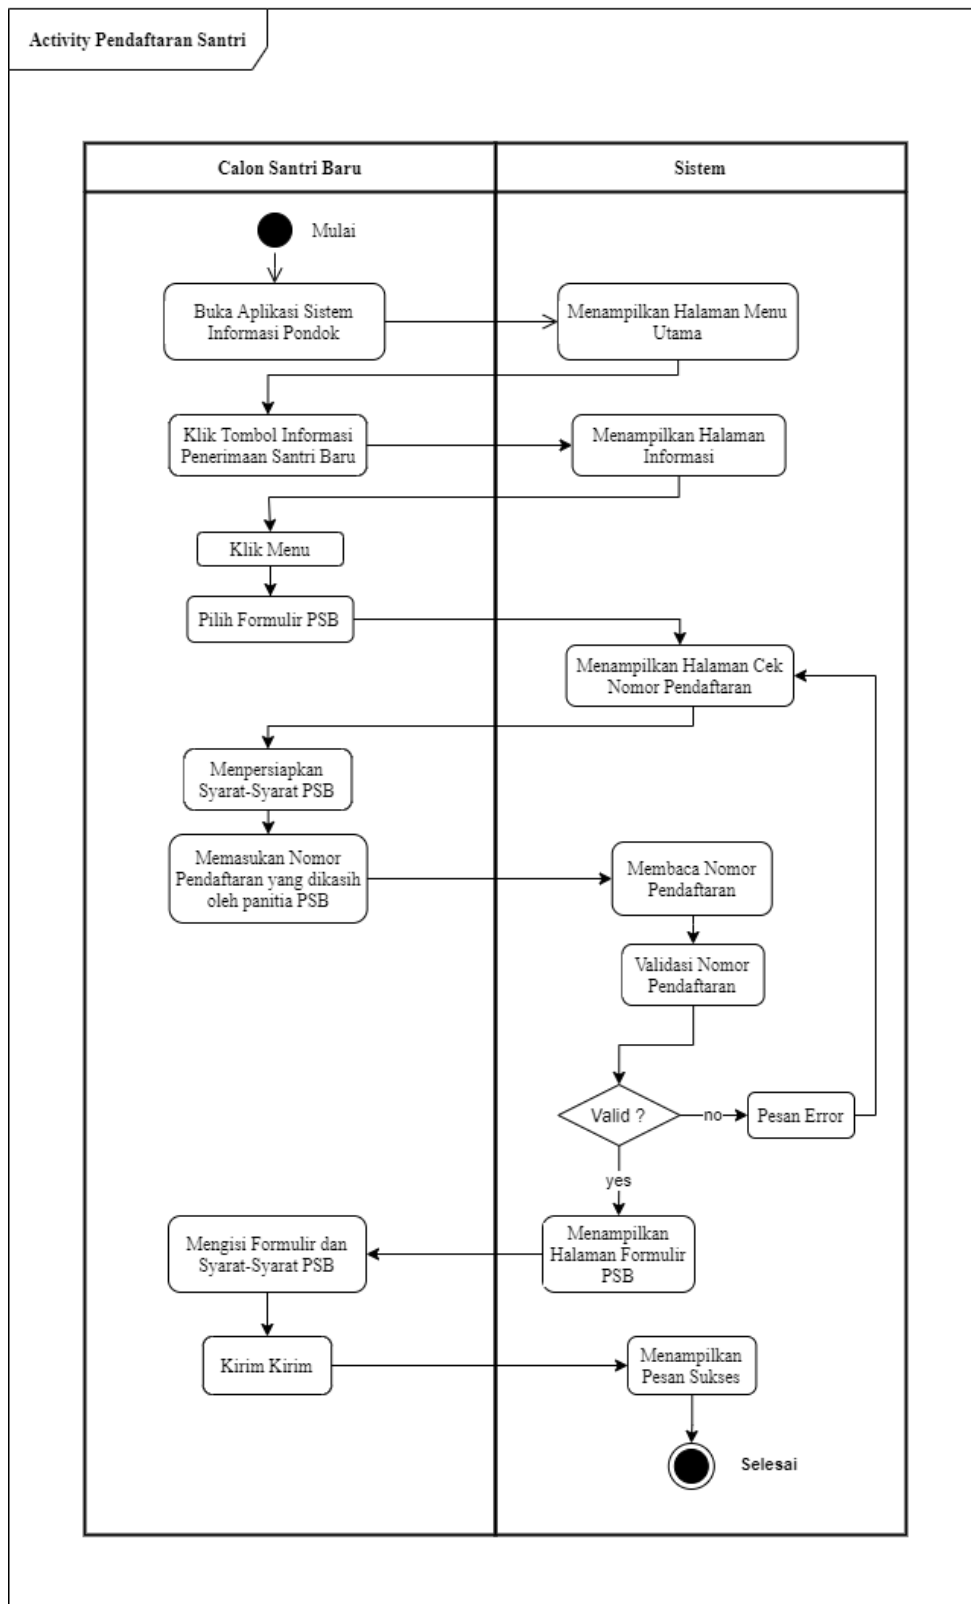 Activity Pendaftaran Santri
Calon Santri Baru
Sistem
Mulai
Buka Aplikasi Sistem
Informasi Pondok
Menampilkan Halaman Menu
Utama
Klik Tombol Informasi
Penerimaan Santri Baru
Menampilkan Halaman
Informasi
Klik Menu
Pilih Formulir PSB
Menampilkan Halaman Cek
Nomor Pendaftaran
Menpersiapkan
Syarat-Syarat PSB
Memasukan Nomor
Pendaftaran yang dikasih
oleh panitia PSB
Membaca Nomor
Pendaftaran
Validasi Nomor
Pendaftaran
Valid ?
no
Pesan Error
yes
Menampilkan
Halaman Formulir
PSB
Mengisi Formulir dan
Syarat-Syarat PSB
Kirim Kirim
Menampilkan
Pesan Sukses
Selesai